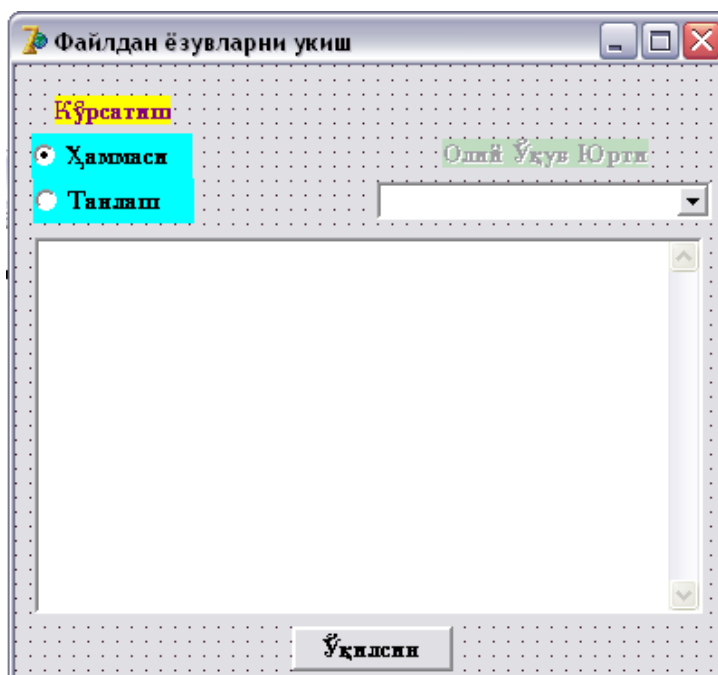 Файлдан ёзувларни укиш
Кўрсатиш
Ҳаммаси
Олий Ўқув Юрти
Танлаш
Ўқилсин